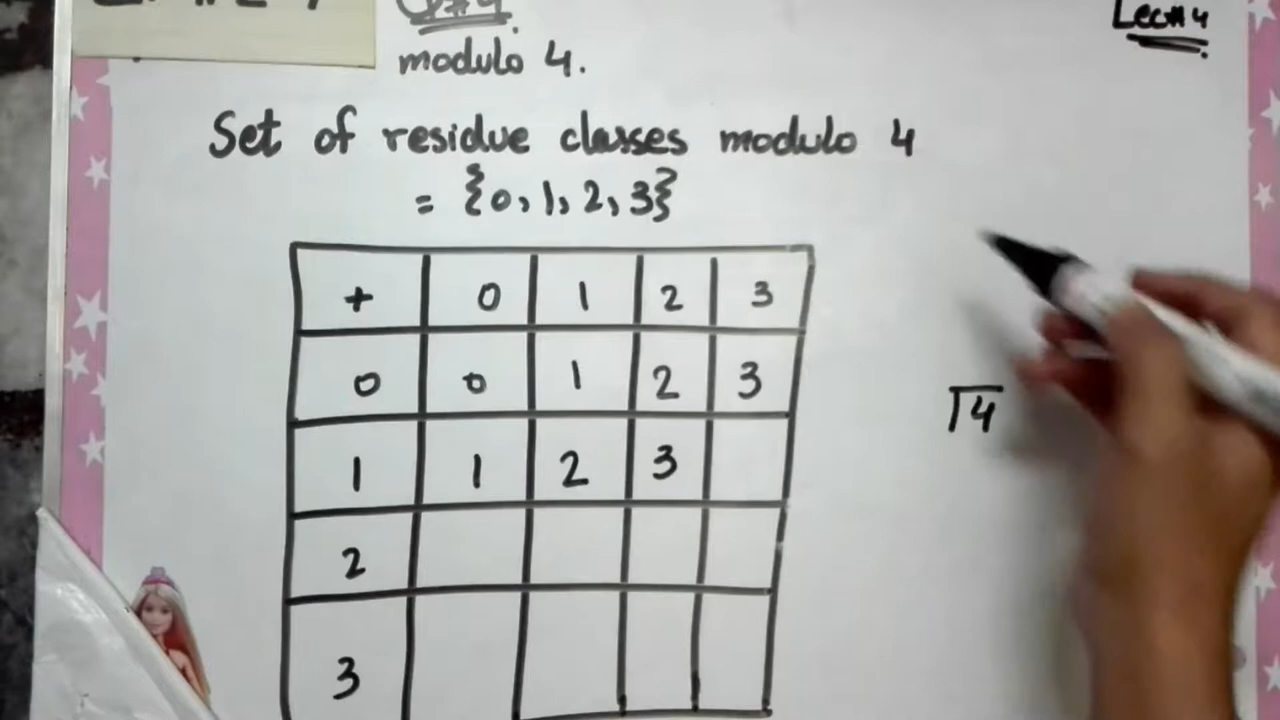 Lec# 4
modulo 4.
Set of residue classes modulo 4
= {0, 1, 2, 3}
+ 0 1 2 3
0 0 1 2 3
1 1 2 3
2
3
4